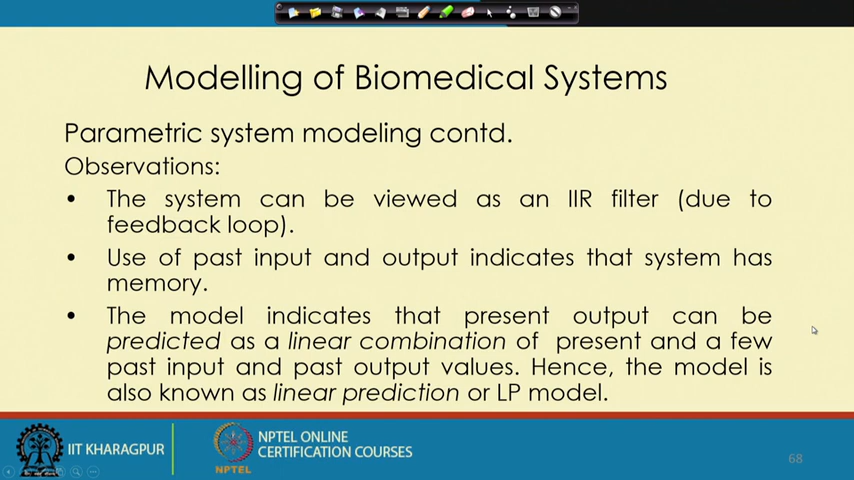 Modelling of Biomedical Systems
Parametric system modeling contd.
Observations:
• The system can be viewed as an IIR filter (due to
feedback loop).
• Use of past input and output indicates that system has
memory.
• The model indicates that present output can be
predicted as a linear combination of present and a few
past input and past output values. Hence, the model is
also known as linear prediction or LP model.
IIT KHARAGPUR
NPTEL
NPTEL ONLINE
CERTIFICATION COURSES
68